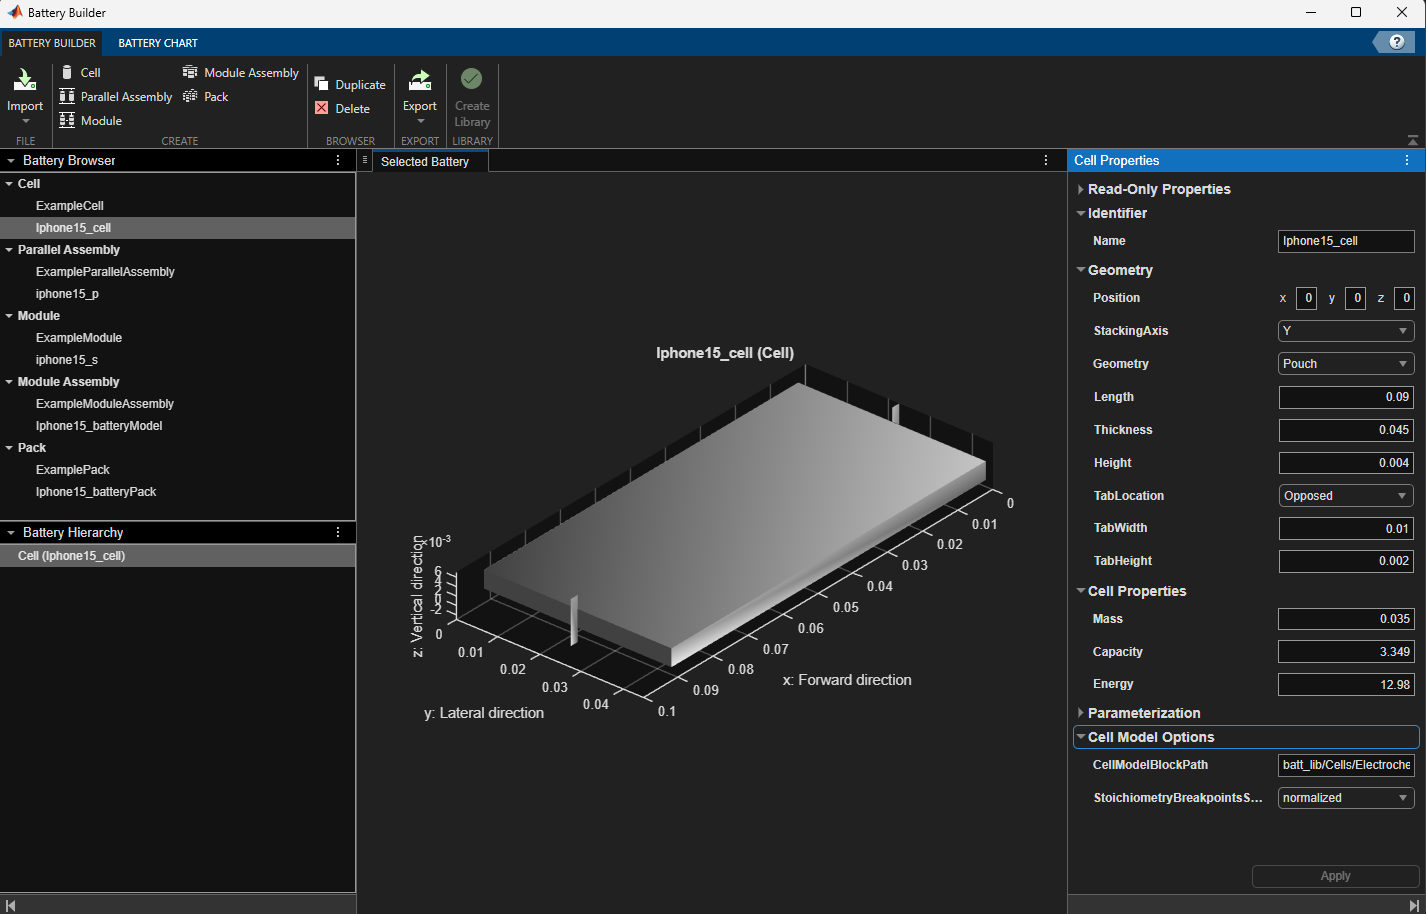 Battery Builder
BATTERY BUILDER
BATTERY CHART
?
Import
FILE
Cell
Parallel Assembly
Module
Module Assembly
Pack
CREATE
Duplicate
Delete
BROWSER
Export
EXPORT
Create
Library
LIBRARY
Battery Browser
Cell
ExampleCell
Iphone15_cell
Parallel Assembly
ExampleParallelAssembly
iphone15_p
Module
ExampleModule
iphone15_s
Module Assembly
ExampleModuleAssembly
Iphone15_batteryModel
Pack
ExamplePack
Iphone15_batteryPack
Battery Hierarchy
Cell (Iphone15_cell)
Selected Battery
Iphone15_cell (Cell)
×10-3
6
4
2
0
-2
z: Vertical direction
0
0.01
0.02
0.03
0.04
y: Lateral direction
0
0.01
0.02
0.03
0.04
0.05
0.06
0.07
0.08
0.09
0.1
x: Forward direction
Cell Properties
Read-Only Properties
Identifier
Name Iphone15_cell
Geometry
Position x 0 y 0 z 0
StackingAxis Y
Geometry Pouch
Length 0.09
Thickness 0.045
Height 0.004
TabLocation Opposed
TabWidth 0.01
TabHeight 0.002
Cell Properties
Mass 0.035
Capacity 3.349
Energy 12.98
Parameterization
Cell Model Options
CellModelBlockPath batt_lib/Cells/Electroche
StoichiometryBreakpointsS... normalized
Apply